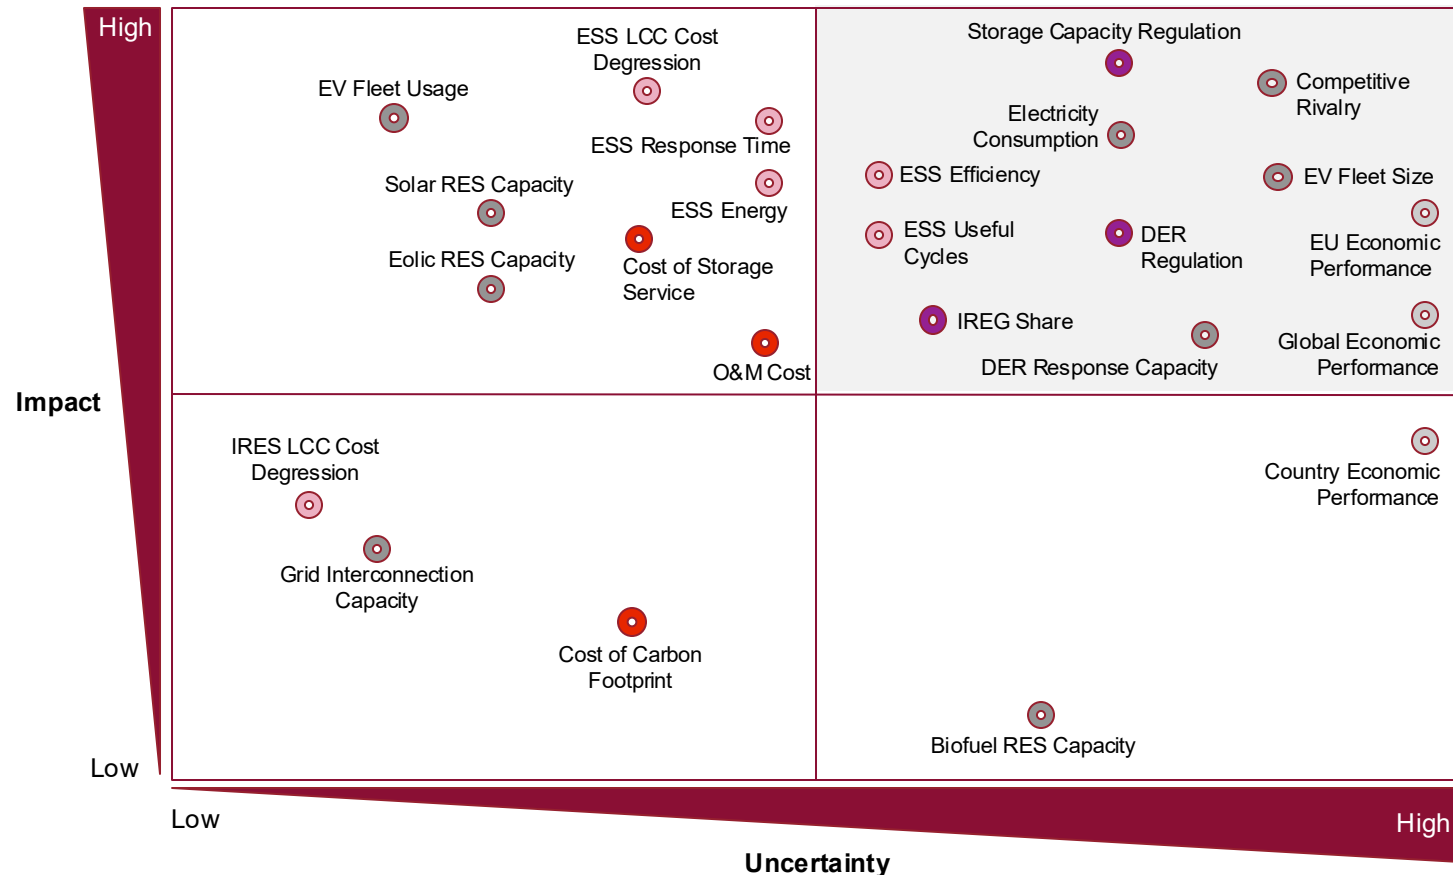 High
ESS LCC Cost
Degression
Storage Capacity Regulation
EV Fleet Usage
Competitive
Rivalry
Electricity
Consumption
ESS Response Time
ESS Efficiency
EV Fleet Size
Solar RES Capacity
ESS Energy
ESS Useful
Cycles
DER
Regulation
EU Economic
Performance
Eolic RES Capacity
Cost of Storage
Service
IREG Share
Global Economic
Performance
DER Response Capacity
O&M Cost
Impact
IRES LCC Cost
Degression
Country Economic
Performance
Grid Interconnection
Capacity
Cost of Carbon
Footprint
Biofuel RES Capacity
Low
Low
High
Uncertainty